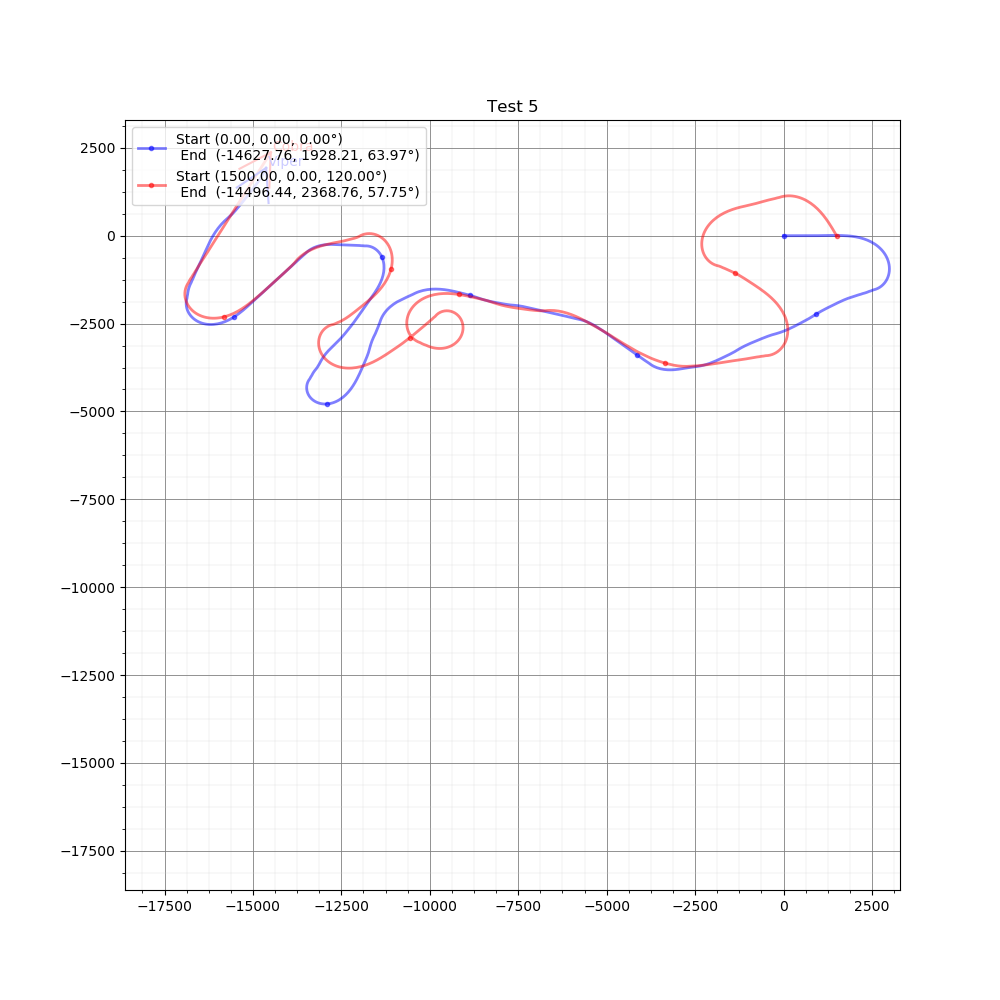 Test 5
Start (0.00, 0.00, 0.00°)
End (-14627.76, 1928.21, 63.97°)
Start (1500.00, 0.00, 120.00°)
End (-14496.44, 2368.76, 57.75°)
2500
0
−2500
−5000
−7500
−10000
−12500
−15000
−17500
−17500 −15000 −12500 −10000 −7500 −5000 −2500 0 2500